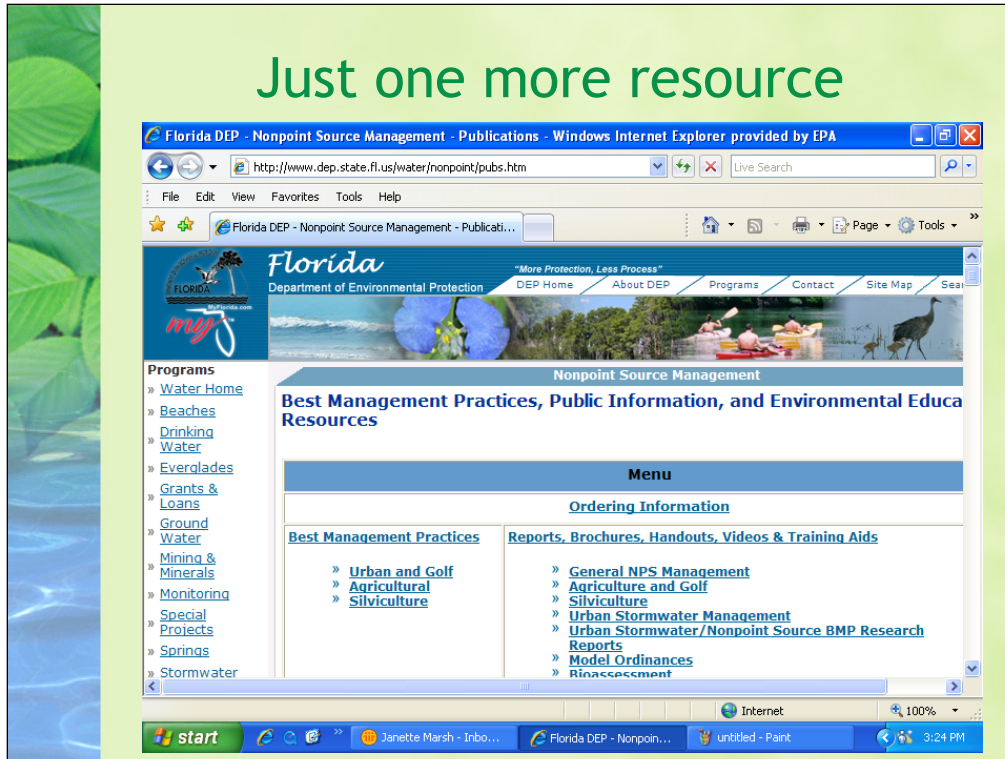 Just one more resource
Florida DEP - Nonpoint Source Management - Publications - Windows Internet Explorer provided by EPA
http://www.dep.state.fl.us/water/nonpoint/pubs.htm
Live Search
File Edit View Favorites Tools Help
Florida DEP - Nonpoint Source Management - Publicati...
Page Tools
Florida
"More Protection, Less Process"
Department of Environmental Protection
DEP Home About DEP Programs Contact Site Map Sear
FLORIDA
MyFlorida.com
my
Programs
» Water Home
» Beaches
» Drinking
Water
» Everglades
» Grants &
Loans
» Ground
Water
» Mining &
Minerals
» Monitoring
» Special
Projects
» Springs
» Stormwater
Nonpoint Source Management
Best Management Practices, Public Information, and Environmental Educa
Resources
Menu
Ordering Information
Best Management Practices
» Urban and Golf
» Agricultural
» Silviculture
Reports, Brochures, Handouts, Videos & Training Aids
» General NPS Management
» Agriculture and Golf
» Silviculture
» Urban Stormwater Management
» Urban Stormwater/Nonpoint Source BMP Research
Reports
» Model Ordinances
» Bioassessment
Internet
100%
start
Janette Marsh - Inbo...
Florida DEP - Nonpoin...
untitled - Paint
3:24 PM